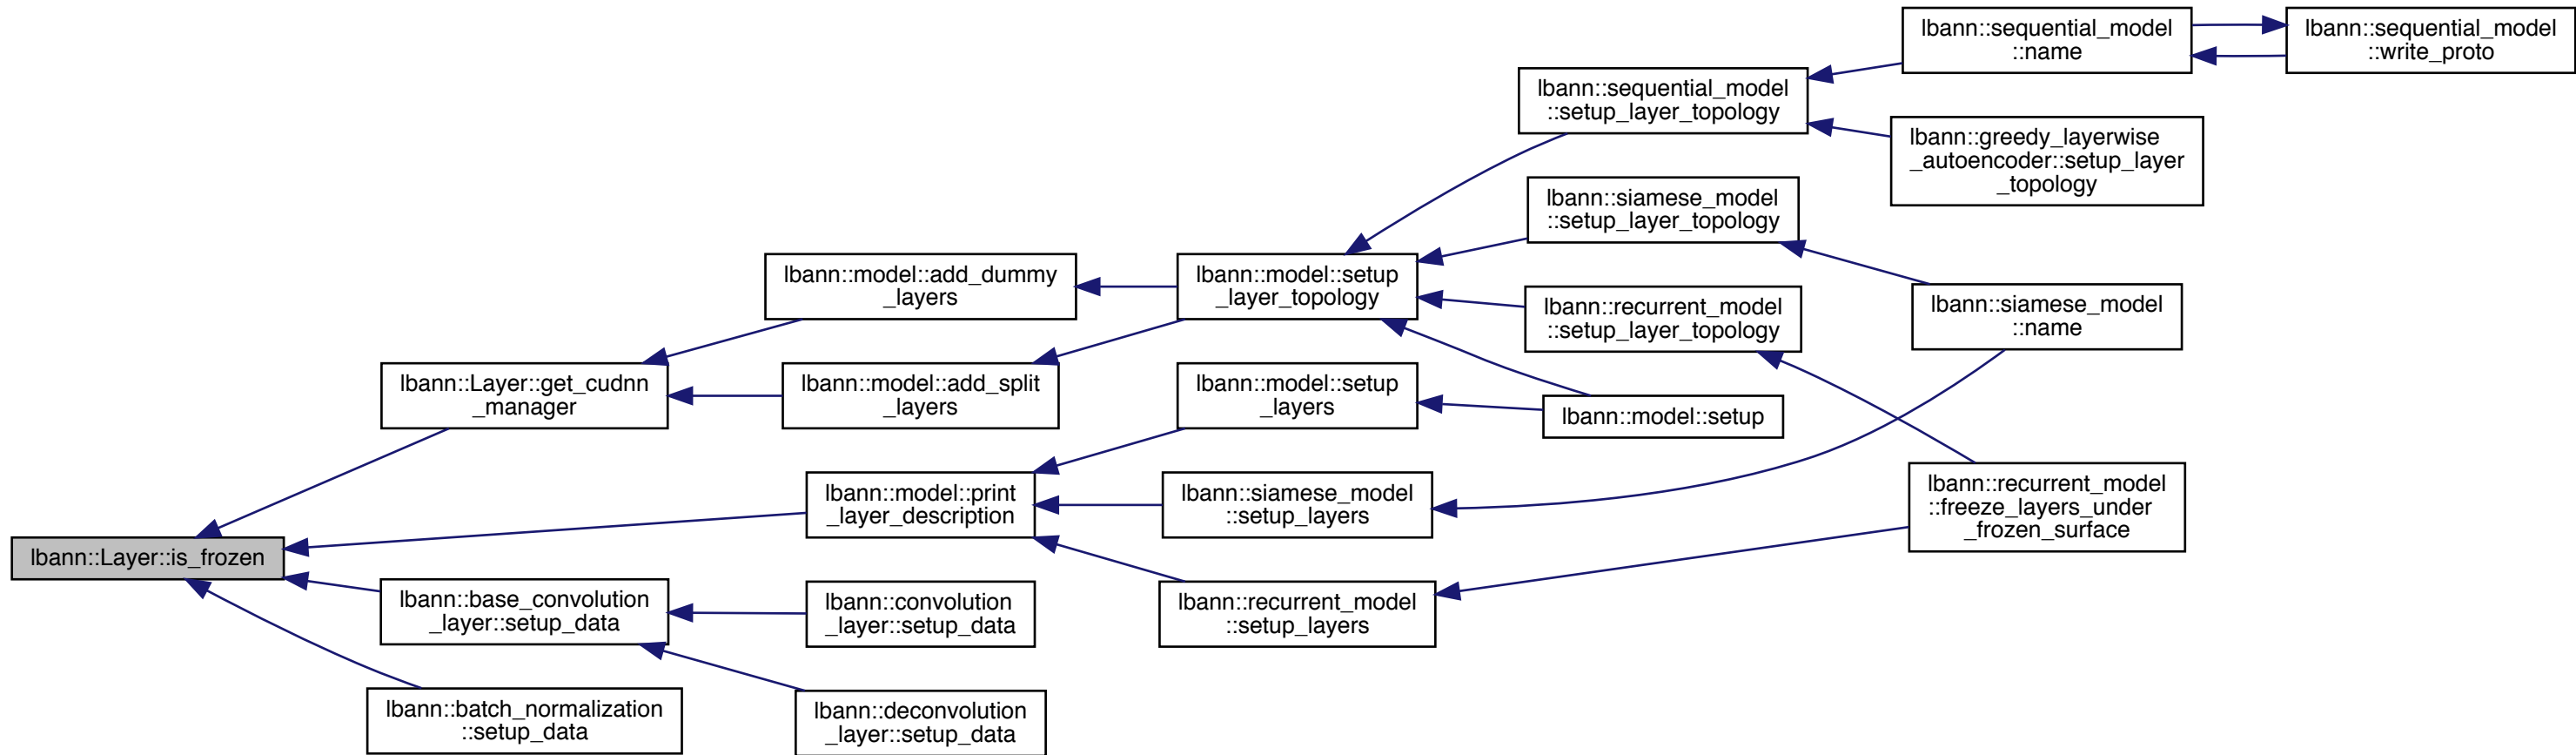 lbann::sequential_model
::name
lbann::sequential_model
::write_proto
lbann::sequential_model
::setup_layer_topology
lbann::greedy_layerwise
_autoencoder::setup_layer
_topology
lbann::siamese_model
::setup_layer_topology
lbann::model::add_dummy
_layers
lbann::model::setup
_layer_topology
lbann::recurrent_model
::setup_layer_topology
lbann::siamese_model
::name
lbann::Layer::get_cudnn
_manager
lbann::model::add_split
_layers
lbann::model::setup
_layers
lbann::model::setup
lbann::model::print
_layer_description
lbann::siamese_model
::setup_layers
lbann::recurrent_model
::freeze_layers_under
_frozen_surface
lbann::Layer::is_frozen
lbann::base_convolution
_layer::setup_data
lbann::convolution
_layer::setup_data
lbann::recurrent_model
::setup_layers
lbann::batch_normalization
::setup_data
lbann::deconvolution
_layer::setup_data